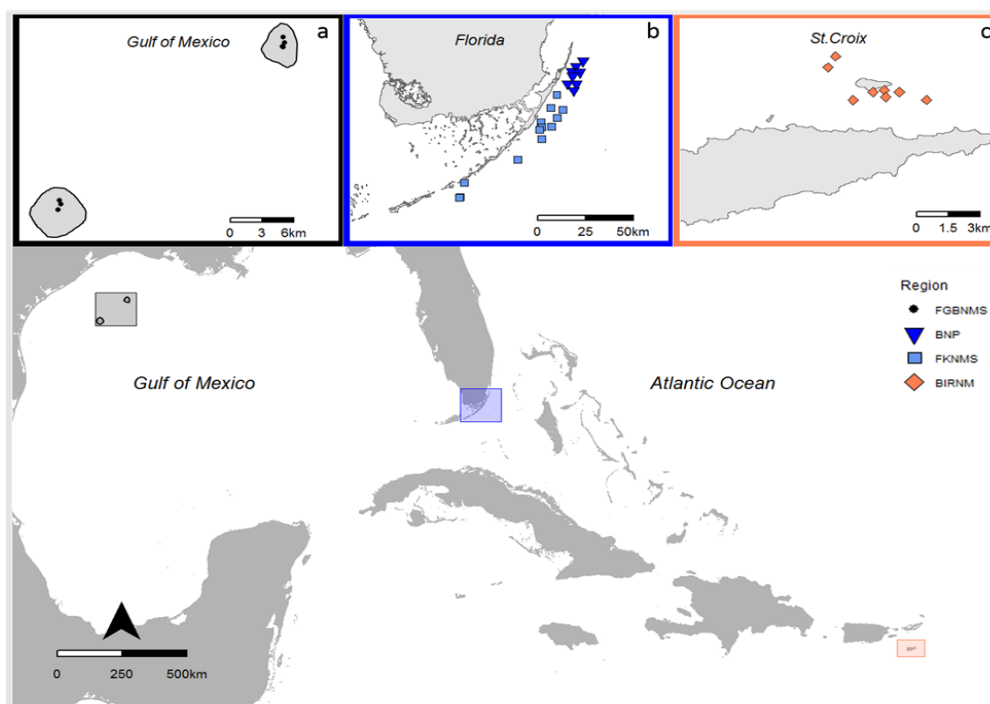 Gulf of Mexico
a
0 3 6km
Florida
b
0 25 50km
St.Croix
c
0 1.5 3km
Region
FGBNMS
BNP
FKNMS
BIRNM
Gulf of Mexico
Atlantic Ocean
0 250 500km